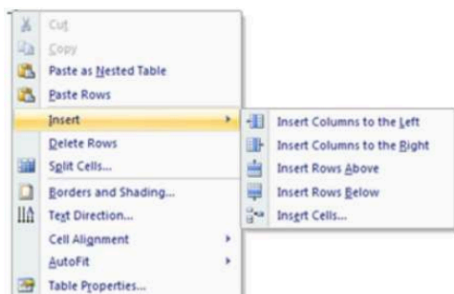 Cut
Copy
Paste as Nested Table
Paste Rows
Insert
Delete Rows
Split Cells...
Borders and Shading...
Text Direction...
Cell Alignment
AutoFit
Table Properties...
Insert Columns to the Left
Insert Columns to the Right
Insert Rows Above
Insert Rows Below
Insert Cells...